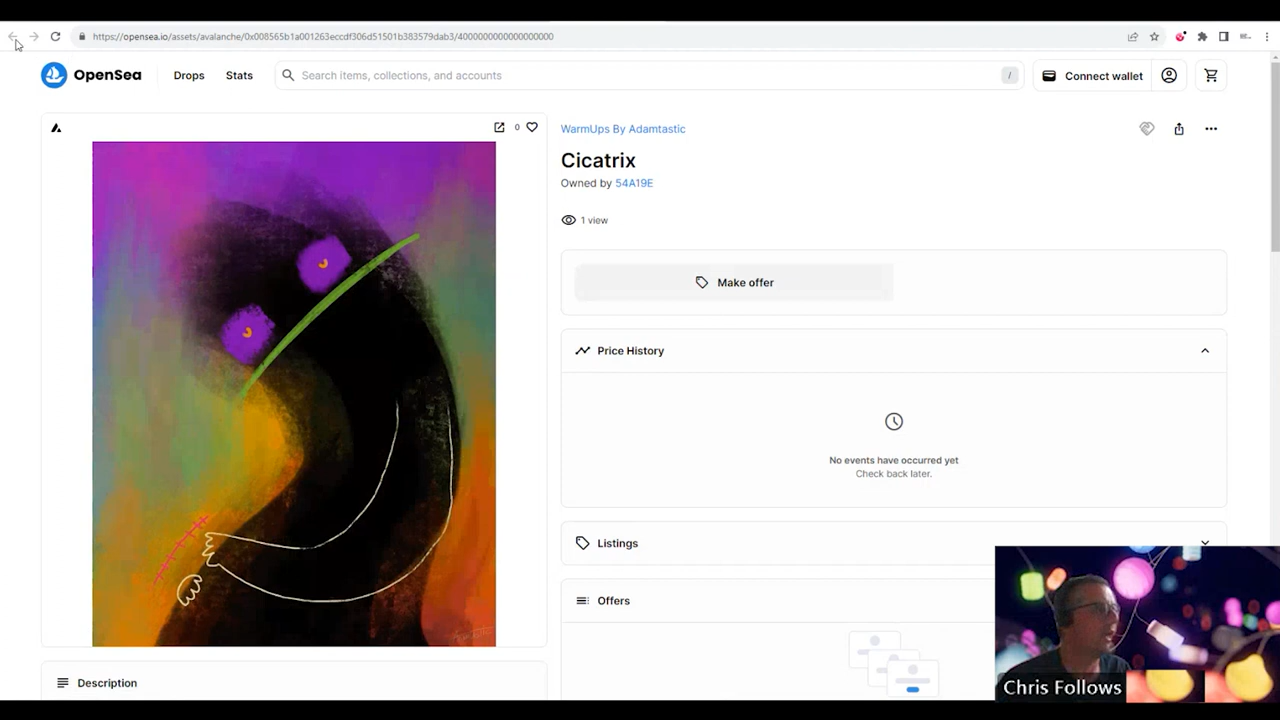 https://opensea.io/assets/avalanche/0x008565b1a001263eccdf306d51501b383579dab3/4000000000000000000
OpenSea
Drops
Stats
Search items, collections, and accounts
/
Connect wallet
0
WarmUps By Adamtastic
Cicatrix
Owned by 54A19E
1 view
Make offer
Price History
No events have occurred yet
Check back later.
Listings
Offers
Description
Chris Follows